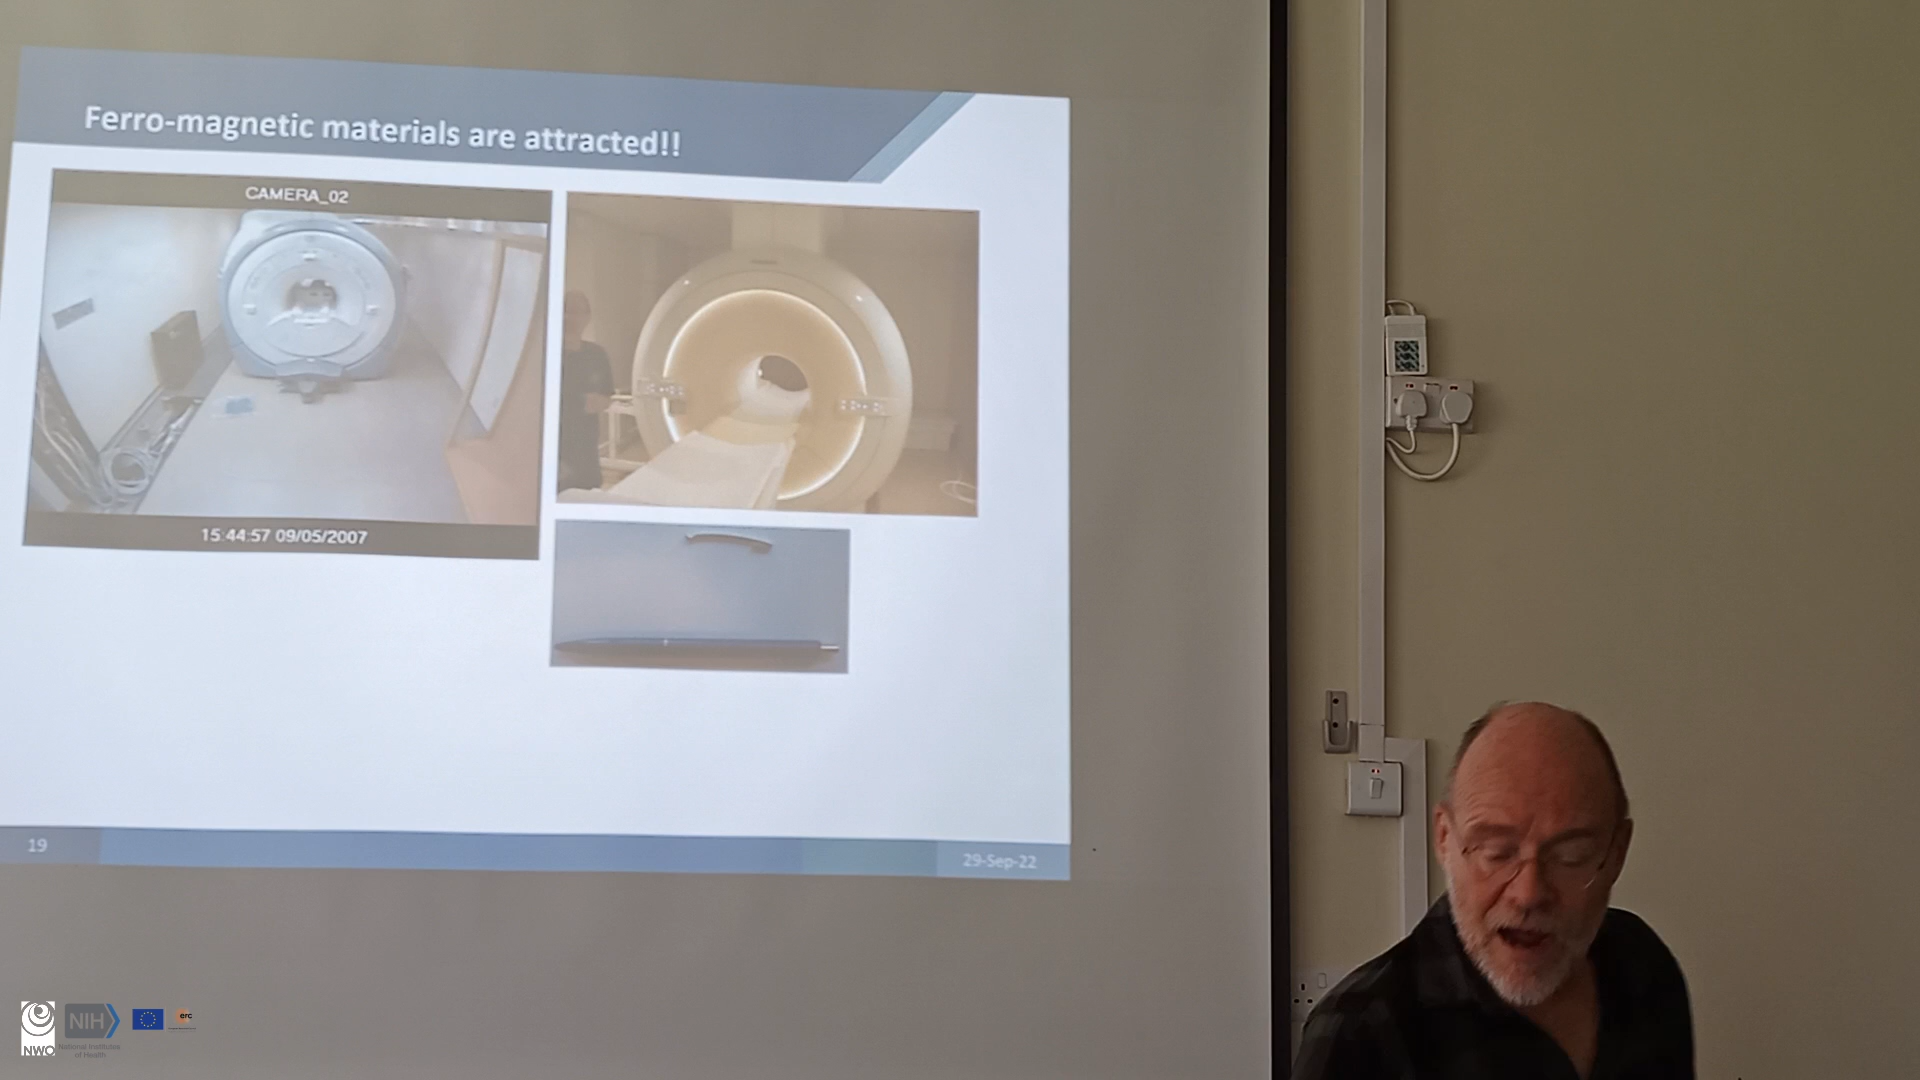 Ferro-magnetic materials are attracted!!
CAMERA_02
15:44:57 09/05/2007
19
29-Sep-22
NWO
NIH
National Institutes
of Health
erc